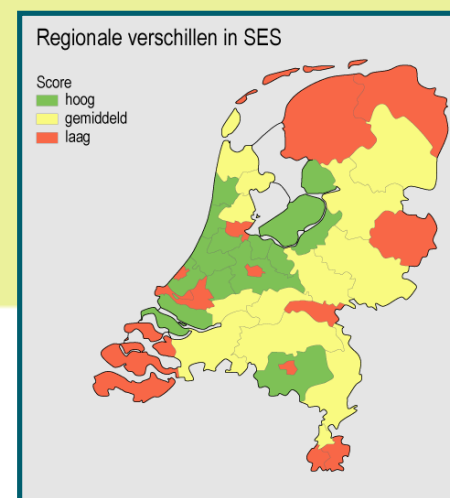 Regionale verschillen in SES
Score
hoog
gemiddeld
laag